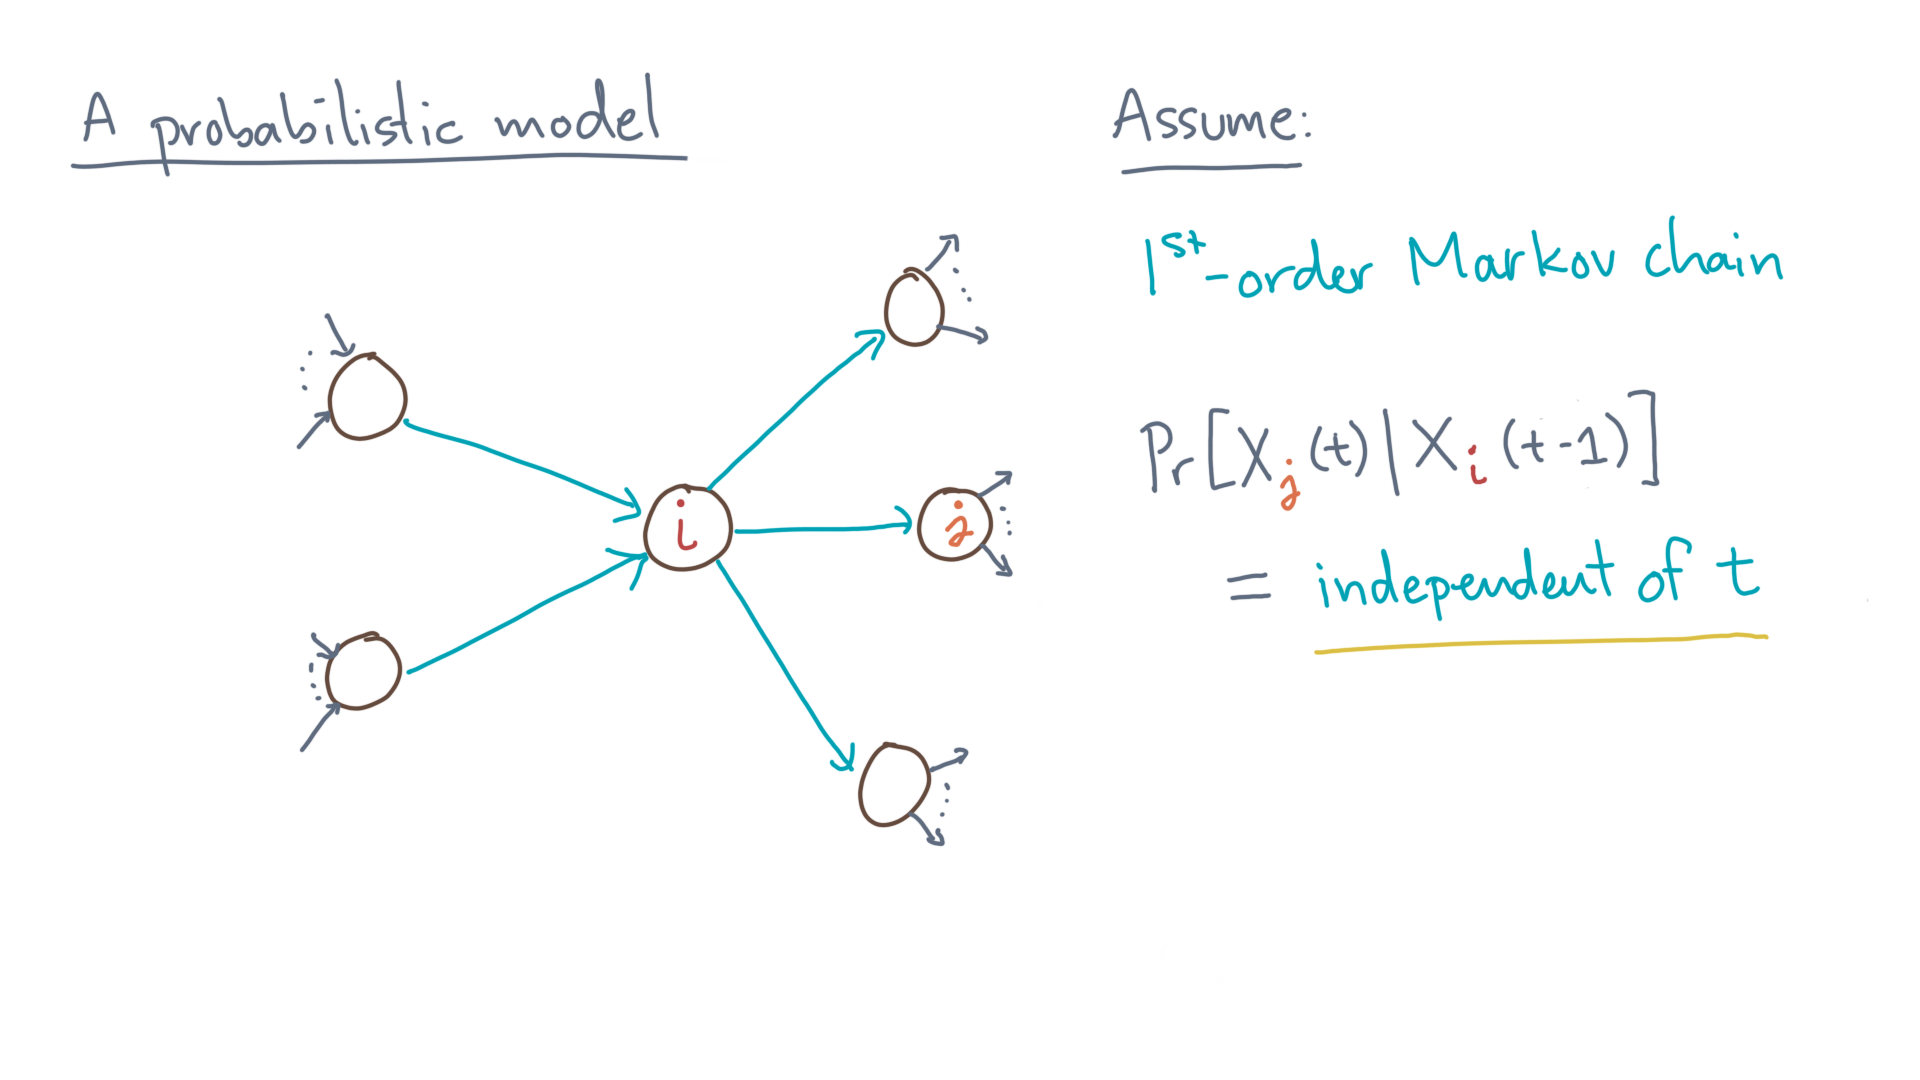 A probabilistic model
i
j
Assume:
1st-order Markov chain
Pr[Xj(t)|Xi(t-1)]
= independent of t